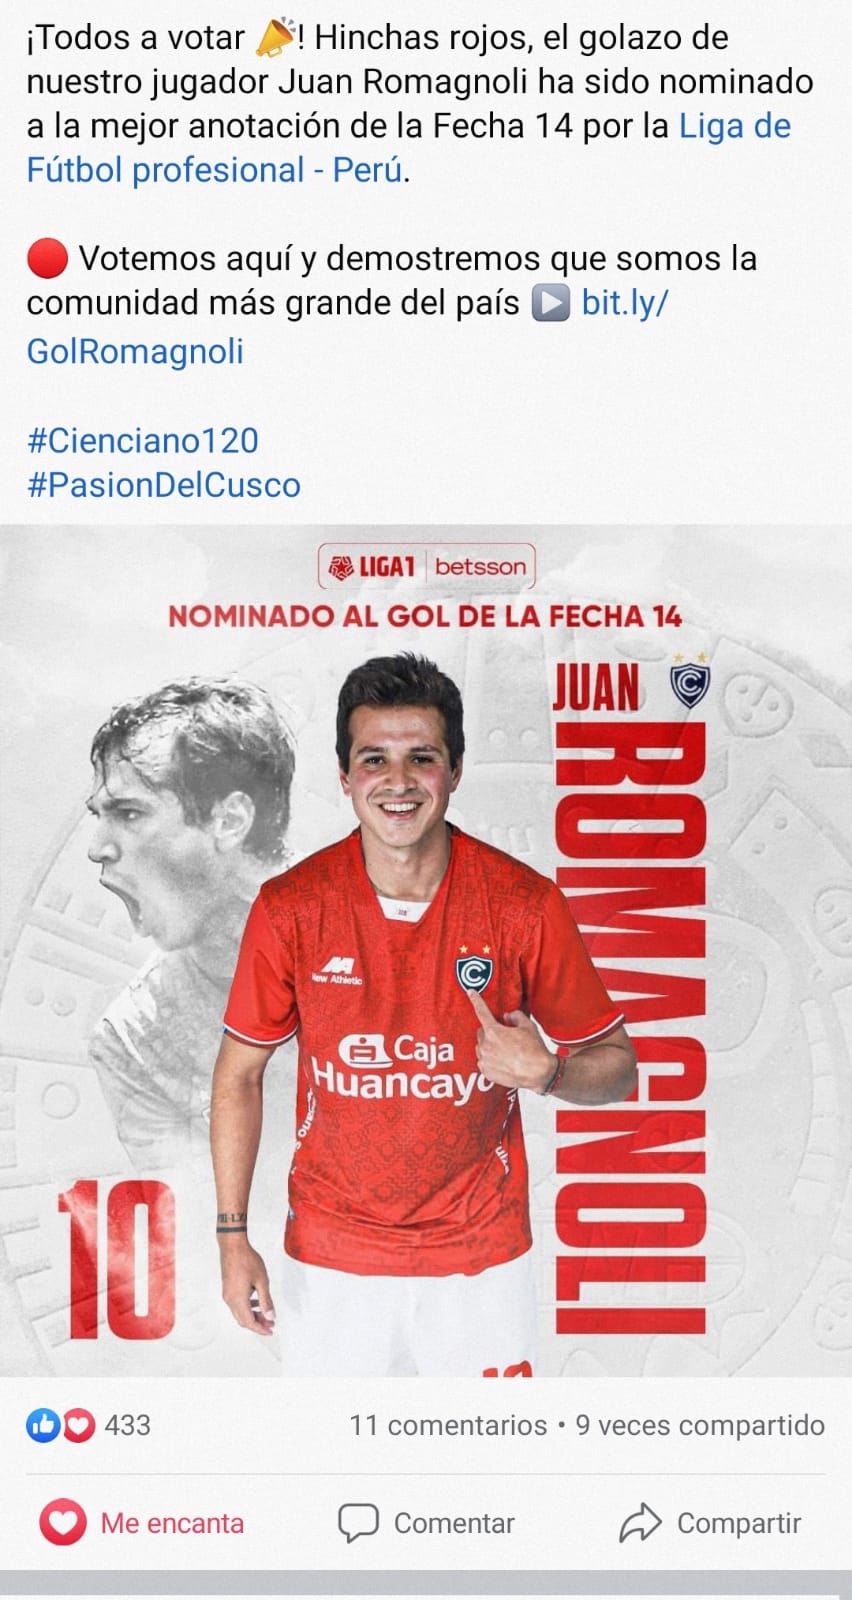 ¡Todos a votar 📣! Hinchas rojos, el golazo de
nuestro jugador Juan Romagnoli ha sido nominado
a la mejor anotación de la Fecha 14 por la Liga de
Fútbol profesional - Perú.
🔴 Votemos aquí y demostremos que somos la
comunidad más grande del país ▶️ bit.ly/
GolRomagnoli
#Cienciano120
#PasionDelCusco
LIGA1 | betsson
NOMINADO AL GOL DE LA FECHA 14
JUAN
ROMAGNOLI
C
New Athletic
C
Caja
Huancayo
10
10
433
11 comentarios • 9 veces compartido
Me encanta
Comentar
Compartir